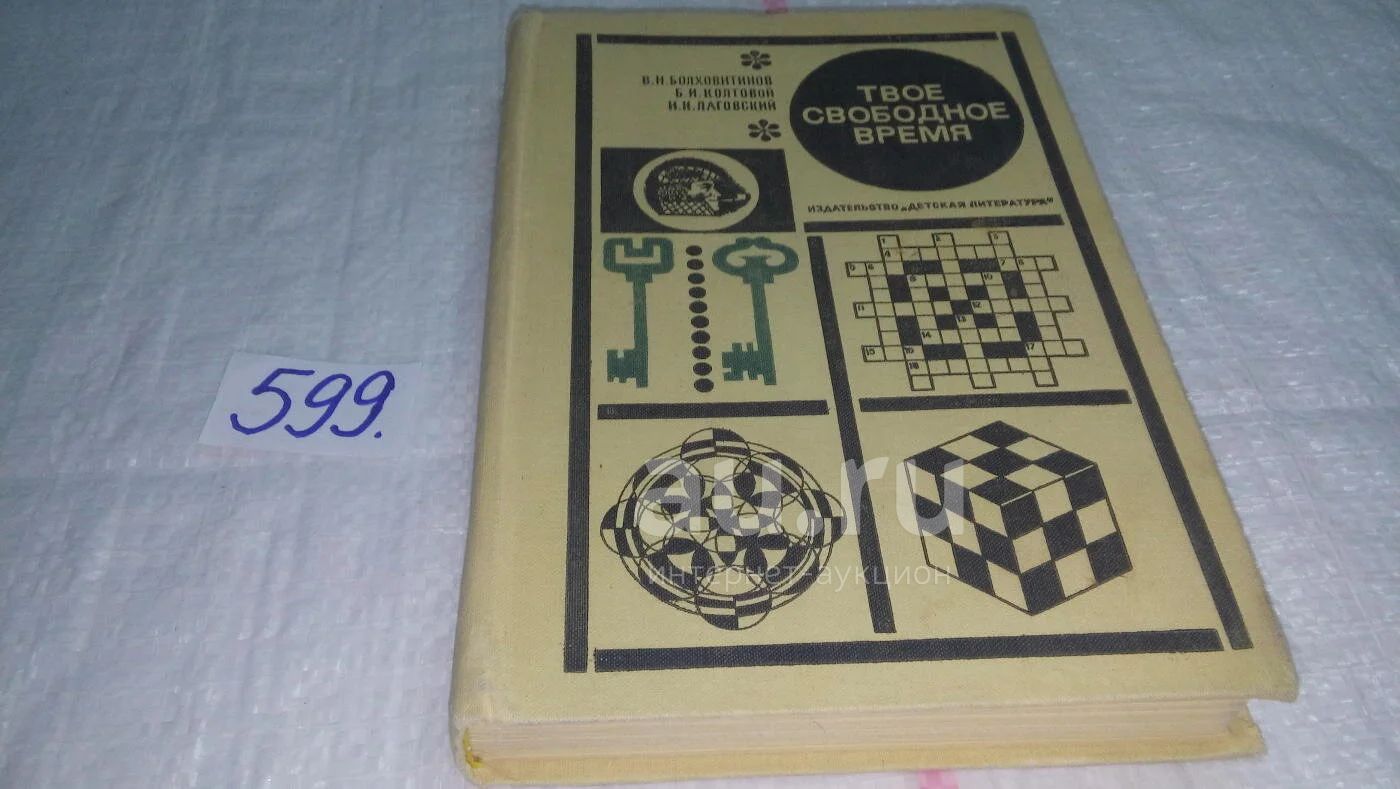 В.Н.БОЛХОВИТИНОВ
Б.И.КОЛТОВОЙ
И.К.ЛАГОВСКИЙ
ТВОЕ
СВОБОДНОЕ
ВРЕМЯ
ИЗДАТЕЛЬСТВО „ДЕТСКАЯ ЛИТЕРАТУРА"
599.
au.ru
интернет-аукцион